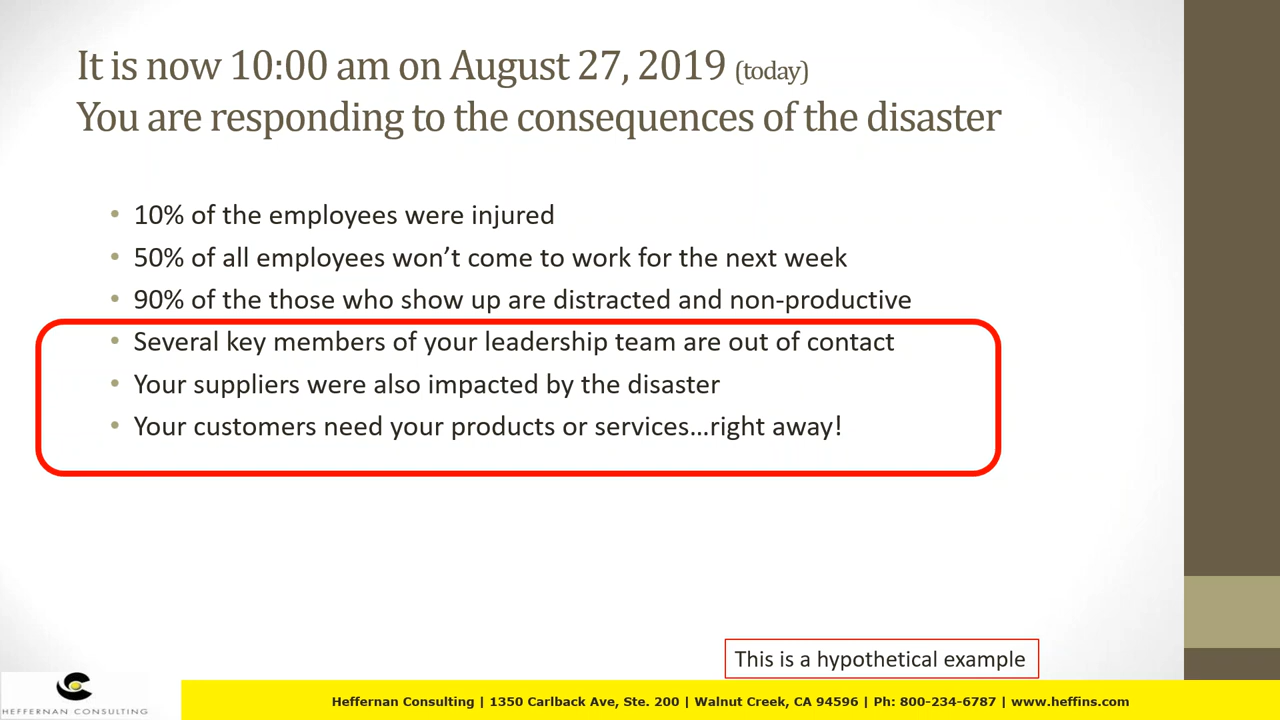 It is now 10:00 am on August 27, 2019 (today)
You are responding to the consequences of the disaster
• 10% of the employees were injured
• 50% of all employees won’t come to work for the next week
• 90% of the those who show up are distracted and non-productive
• Several key members of your leadership team are out of contact
• Your suppliers were also impacted by the disaster
• Your customers need your products or services…right away!
This is a hypothetical example
HEFFERNAN CONSULTING
Heffernan Consulting | 1350 Carlback Ave, Ste. 200 | Walnut Creek, CA 94596 | Ph: 800-234-6787 | www.heffins.com